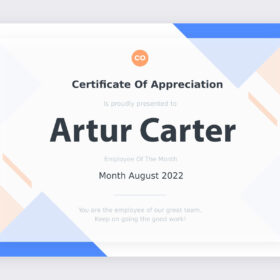 CO
Certificate Of Appreciation
Is proudly presented to
Artur Carter
Employee Of The Month
Month August 2022
You are the employee of our great team.
Keep on going the good work!